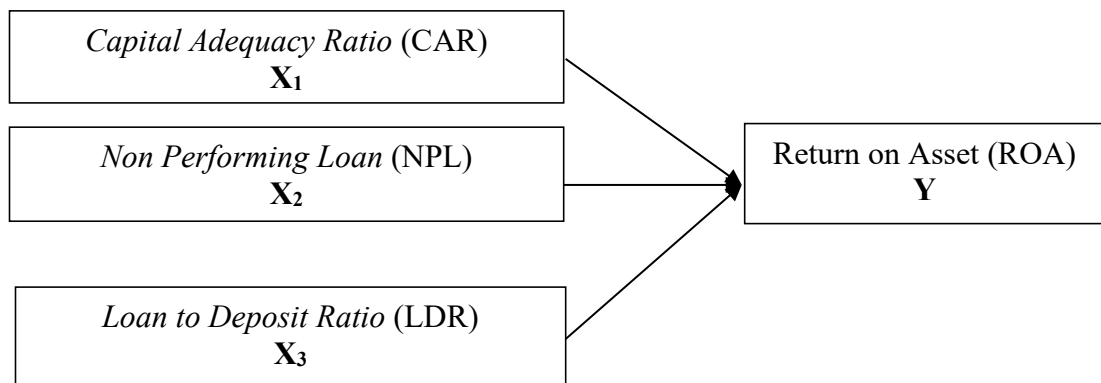 Capital Adequacy Ratio (CAR)
X₁
Non Performing Loan (NPL)
X₂
Return on Asset (ROA)
Y
Loan to Deposit Ratio (LDR)
X₃